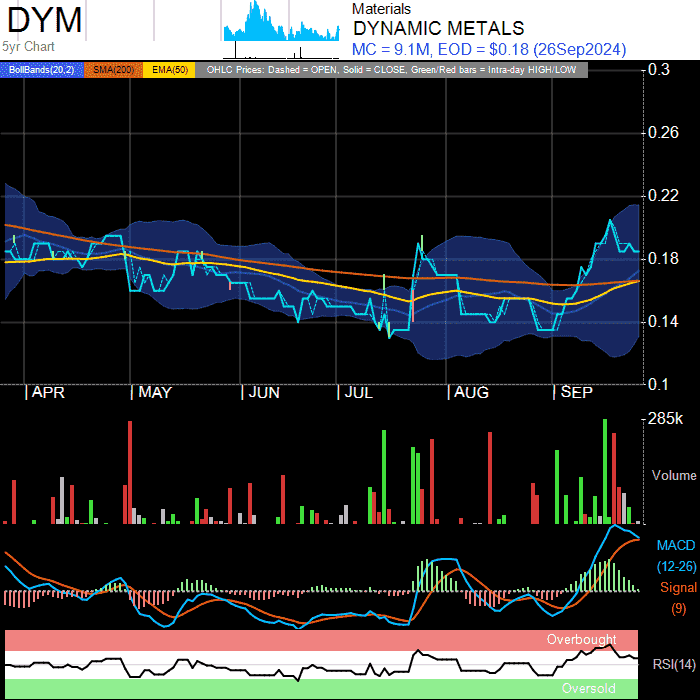 DYM
5yr Chart
Materials
DYNAMIC METALS
MC = 9.1M, EOD = $0.18 (26Sep2024)
BollBands(20,2) SMA(200) EMA(50) OHLC Prices: Dashed = OPEN, Solid = CLOSE, Green/Red bars = Intra-day HIGH/LOW
0.3
0.26
0.22
0.18
0.14
0.1
APR MAY JUN JUL AUG SEP
285k
Volume
MACD
(12-26)
Signal
(9)
Overbought
RSI(14)
Oversold